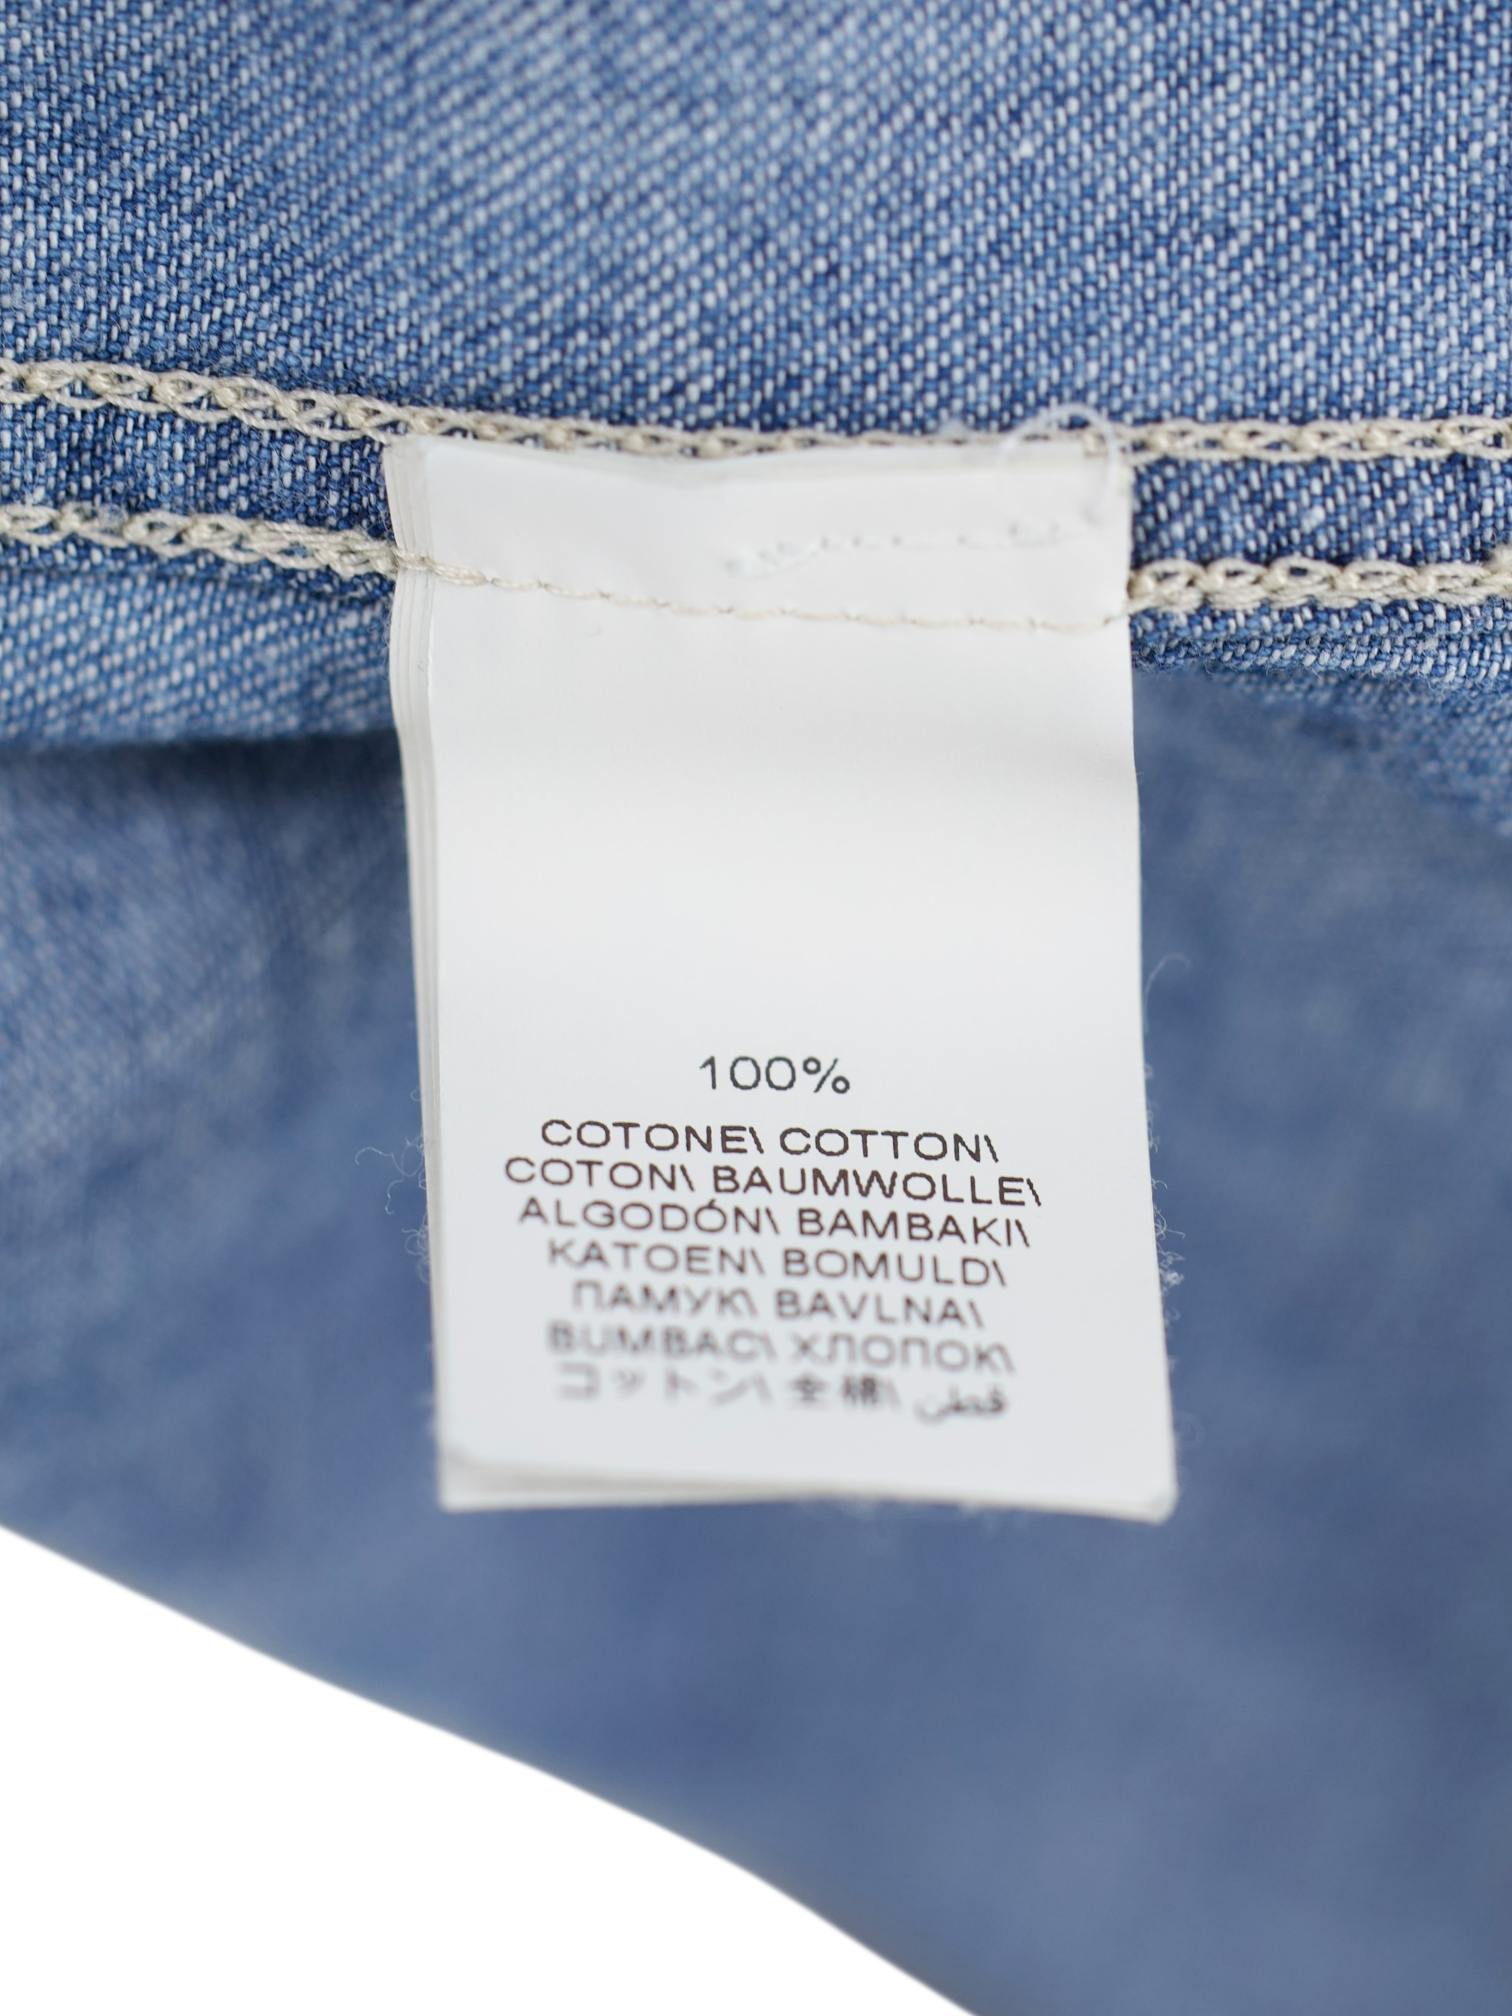 100%
COTONE\ COTTON\
COTON\ BAUMWOLLE\
ALGODÓN\ BAMBAKI\
KATOEN\ BOMULD\
ПАМУК\ BAVLNA\
BUMBAC\ ХЛОПОК\
コットン\ 全棉\ قطن